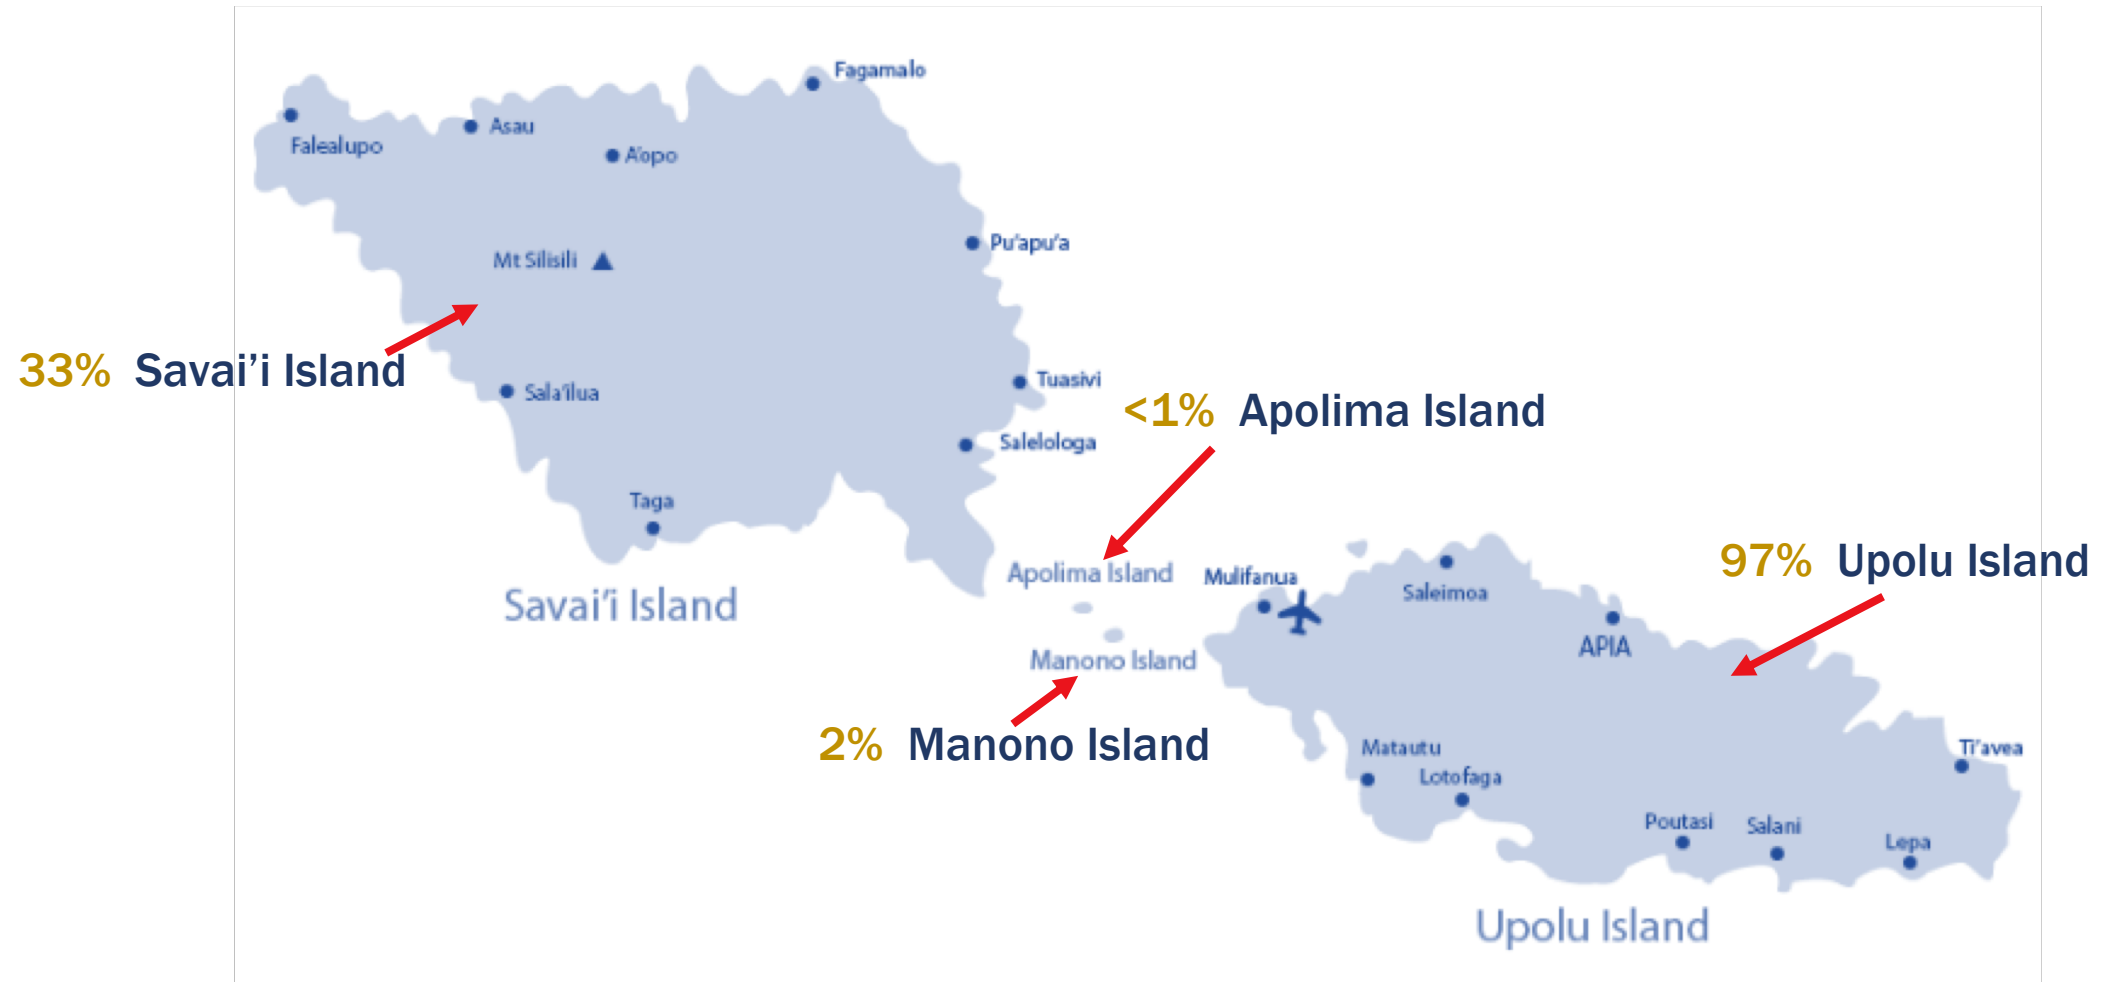 Fagamalo
Falealupo
Asau
A'opo
Pu'apu'a
Mt Silisili
33% Savai’i Island
Sala'ilua
Tuasivi
<1% Apolima Island
Salelologa
Taga
Savai'i Island
Apolima Island
Mulifanua
Saleimoa
97% Upolu Island
APIA
Manono Island
2% Manono Island
Matautu
Lotofaga
Ti'avea
Poutasi
Salani
Lepa
Upolu Island